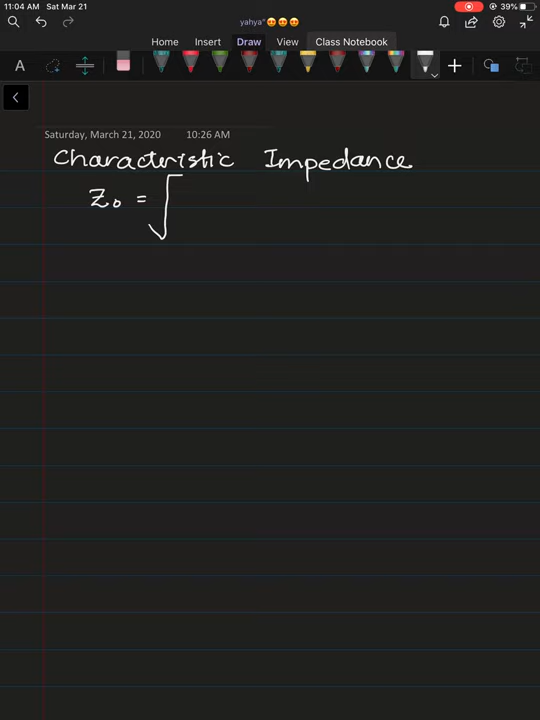 11:04 AM Sat Mar 21 39%
yahya"😍😍😍
Home Insert Draw View Class Notebook
A
Saturday, March 21, 2020 10:26 AM
Characteristic Impedance
Z₀ = √